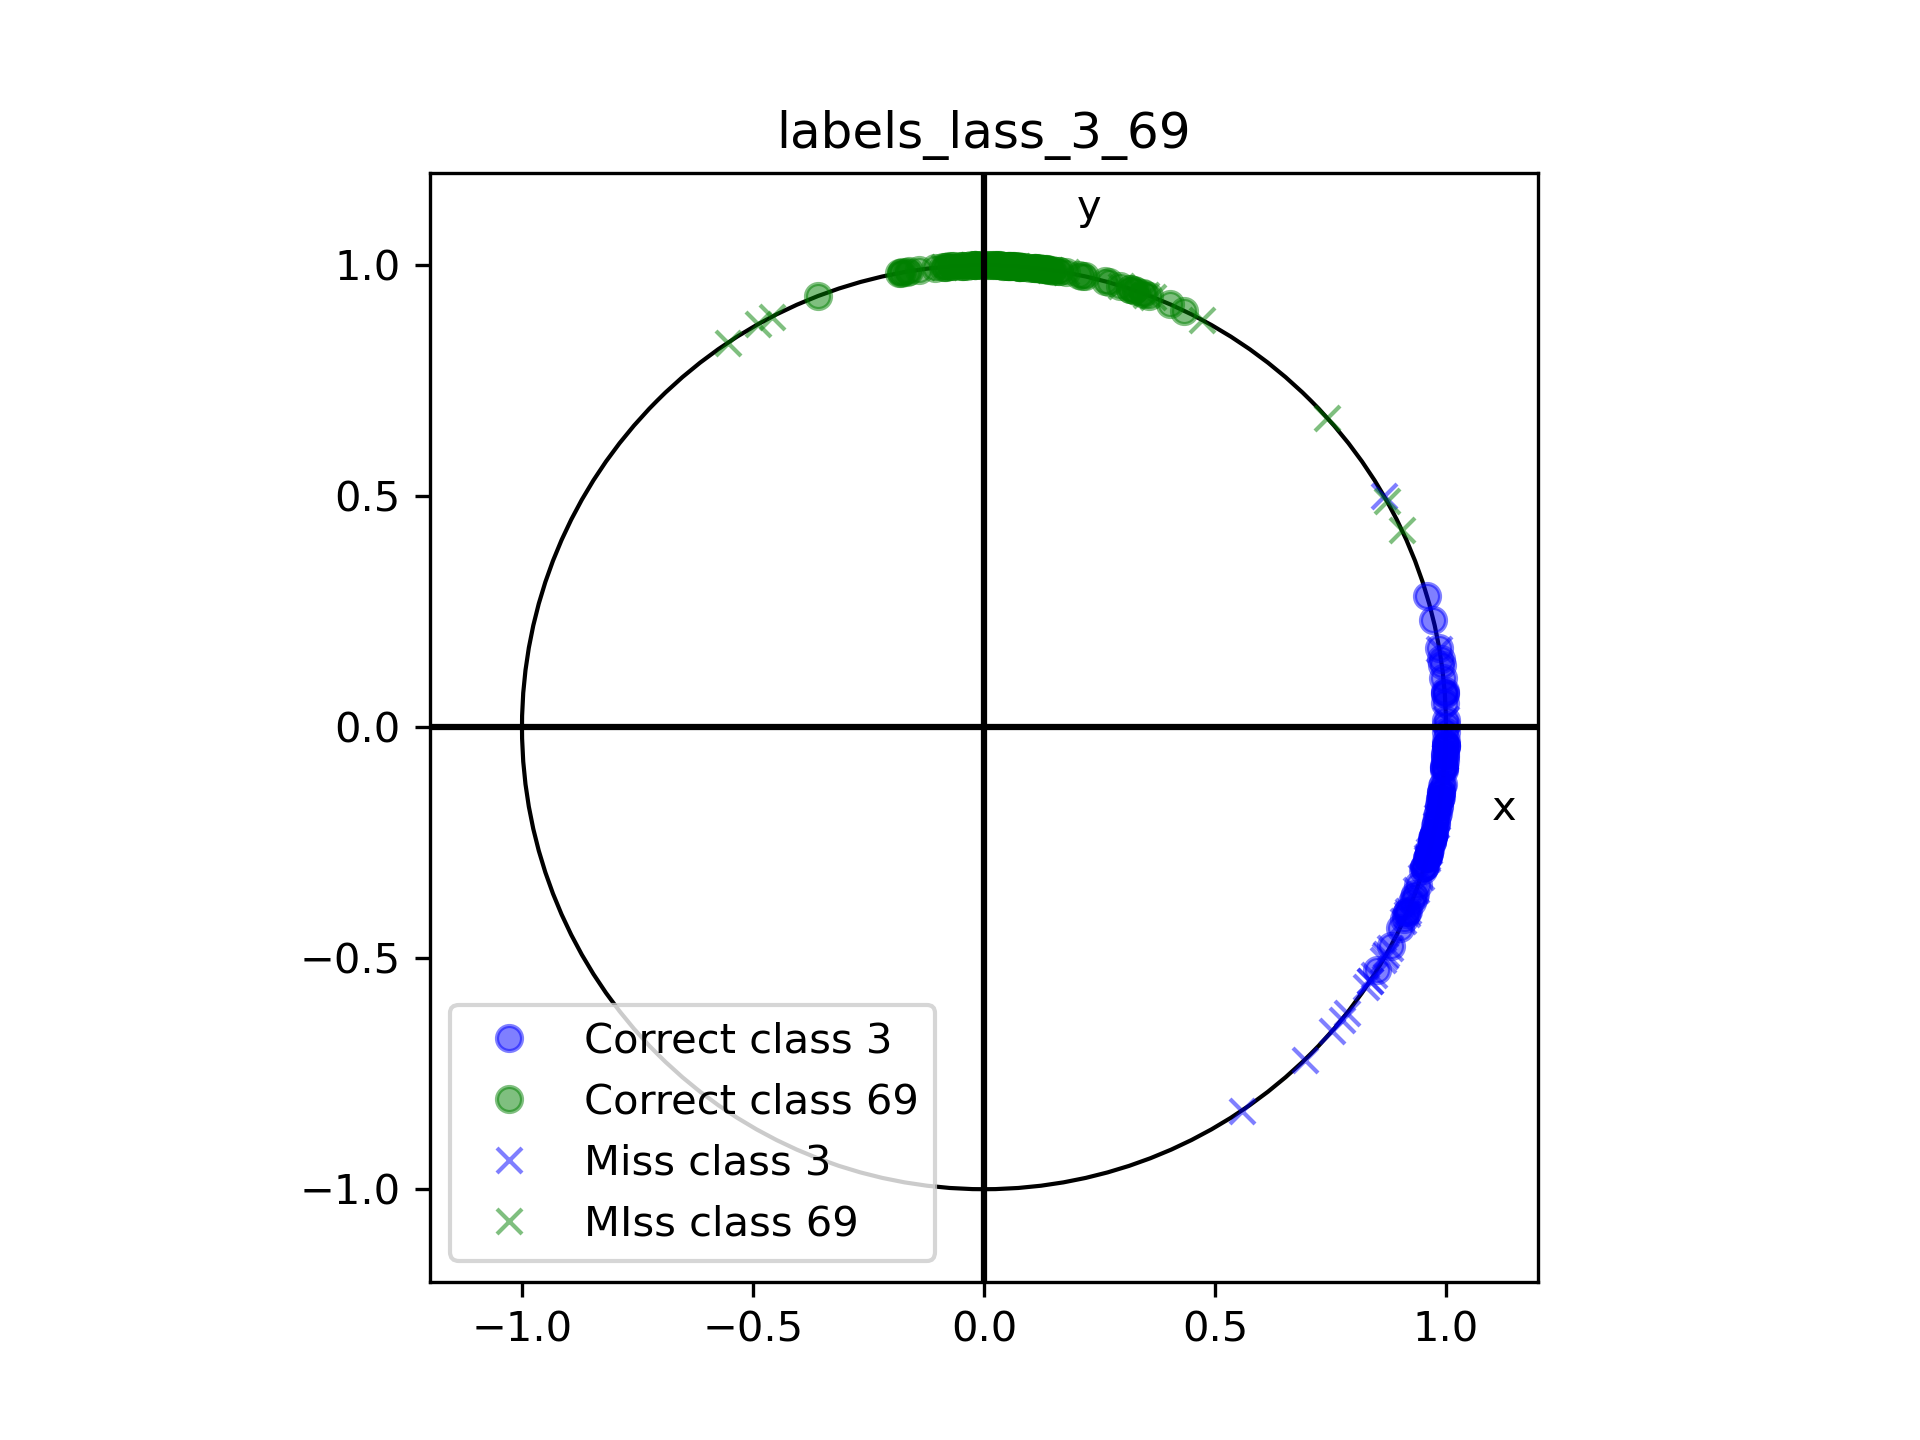 labels_lass_3_69
y
x
1.0
0.5
0.0
−0.5
−1.0
−1.0 −0.5 0.0 0.5 1.0
Correct class 3
Correct class 69
Miss class 3
MIss class 69